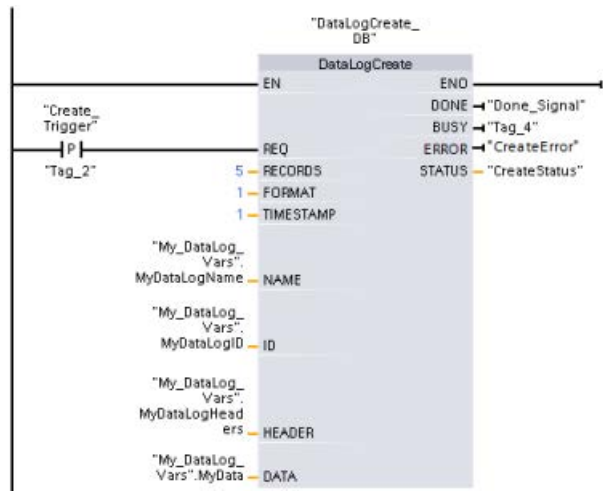 "DataLogCreate_
DB"
DataLogCreate
EN ENO
DONE "Done_Signal"
"Create_
Trigger"
BUSY "Tag_4"
P REQ ERROR "CreateError"
"Tag_2" 5 RECORDS STATUS "CreateStatus"
1 FORMAT
1 TIMESTAMP
"My_DataLog_
Vars".
MyDataLogName NAME
"My_DataLog_
Vars".
MyDataLogID ID
"My_DataLog_
Vars".
MyDataLogHead
ers HEADER
"My_DataLog_
Vars".MyData DATA